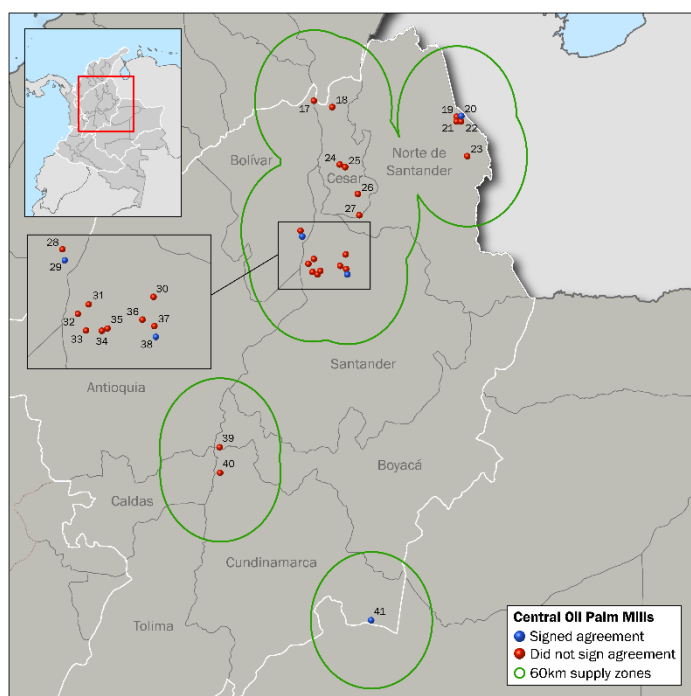 17
18
19
20
21
22
Bolívar
24
25
Norte de
Santander
23
Cesar
26
27
28
29
30
31
32
36
37
35
33
34
38
Santander
Antioquia
39
40
Boyacá
Caldas
Cundinamarca
41
Tolima
Central Oil Palm Mills
Signed agreement
Did not sign agreement
60km supply zones